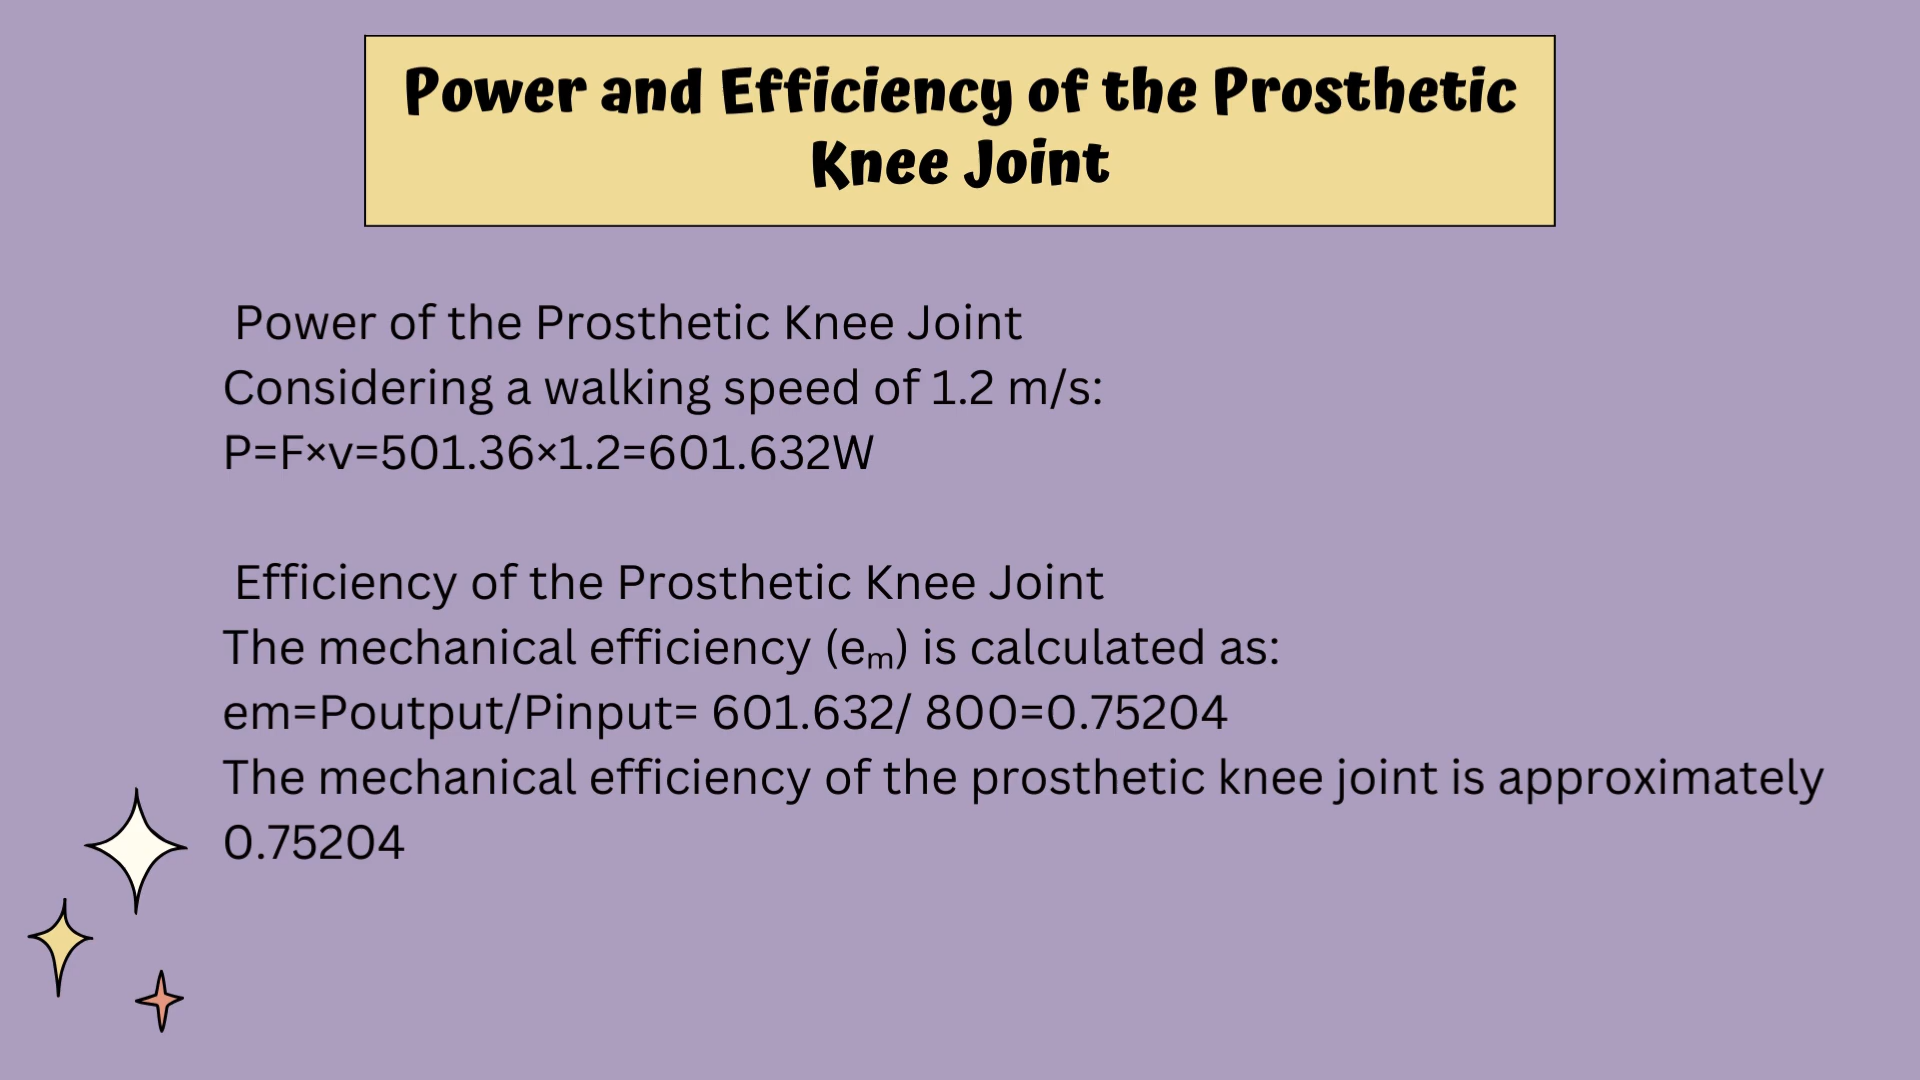 Power and Efficiency of the Prosthetic
Knee Joint
Power of the Prosthetic Knee Joint
Considering a walking speed of 1.2 m/s:
P=F×v=501.36×1.2=601.632W
Efficiency of the Prosthetic Knee Joint
The mechanical efficiency (eₘ) is calculated as:
em=Poutput/Pinput= 601.632/ 800=0.75204
The mechanical efficiency of the prosthetic knee joint is approximately
0.75204